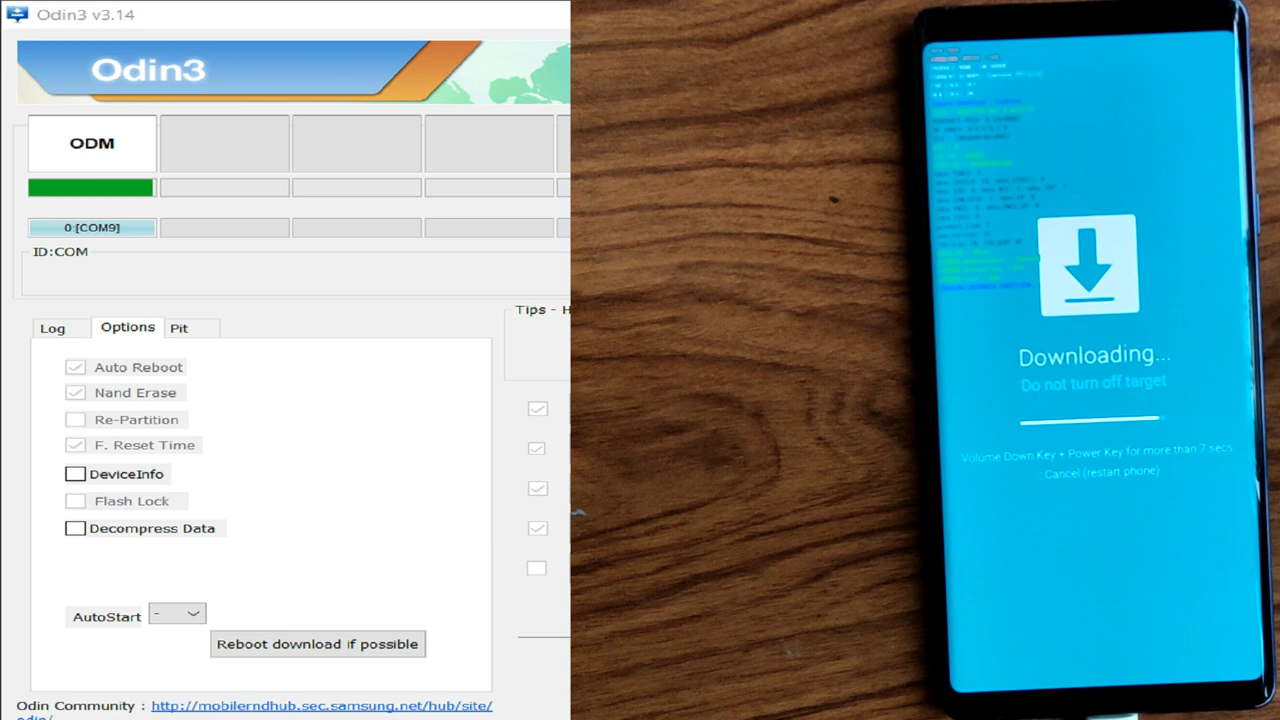 Odin3 v3.14
Odin3
ODM
0:[COM9]
ID:COM
Log
Options
Pit
Tips - H
Auto Reboot
Nand Erase
Re-Partition
F. Reset Time
DeviceInfo
Flash Lock
Decompress Data
AutoStart
-
Reboot download if possible
Odin Community : http://mobilerndhub.sec.samsung.net/hub/site/
odin/
Downloading...
Do not turn off target
Volume Down Key + Power Key for more than 7 secs
: Cancel (restart phone)